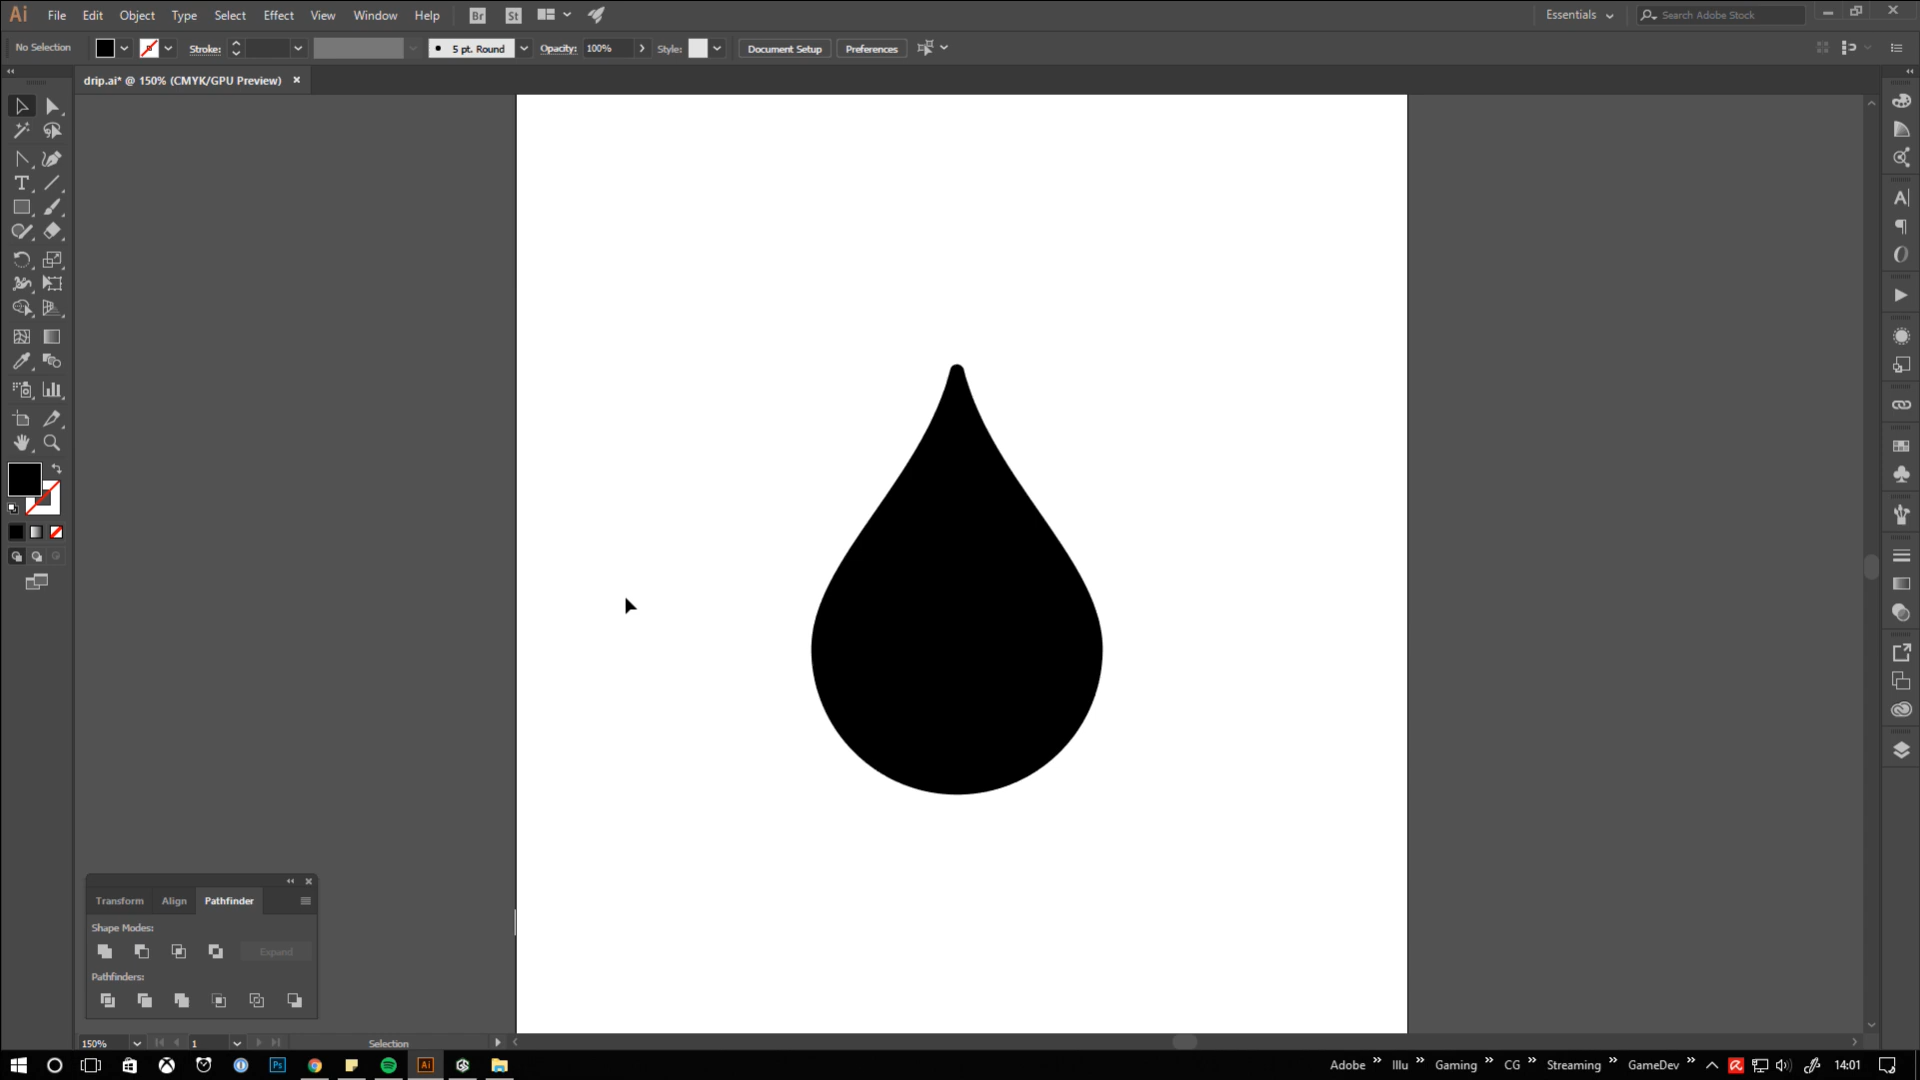 Ai File Edit Object Type Select Effect View Window Help Br St Essentials Search Adobe Stock
No Selection Stroke: 5 pt. Round Opacity: 100% Style: Document Setup Preferences
drip.ai* @ 150% (CMYK/GPU Preview)
Transform Align Pathfinder
Shape Modes:
Expand
Pathfinders:
150% 1 Selection
Ps Ai Adobe Illu Gaming CG Streaming GameDev 14:01